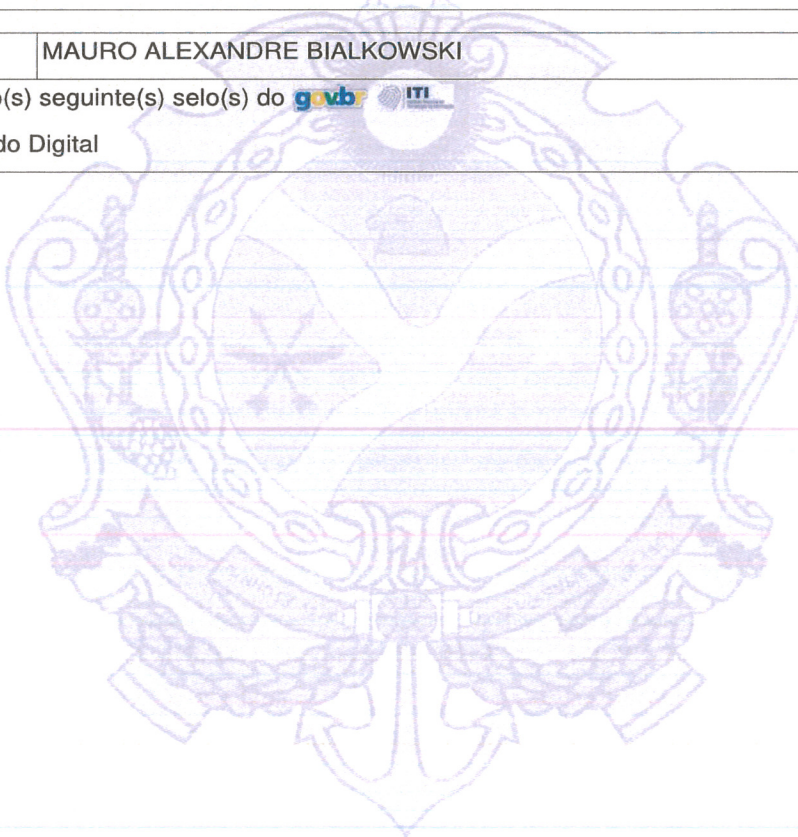 MAURO ALEXANDRE BIALKOWSKI
o(s) seguinte(s) selo(s) do gov.br ITI
do Digital